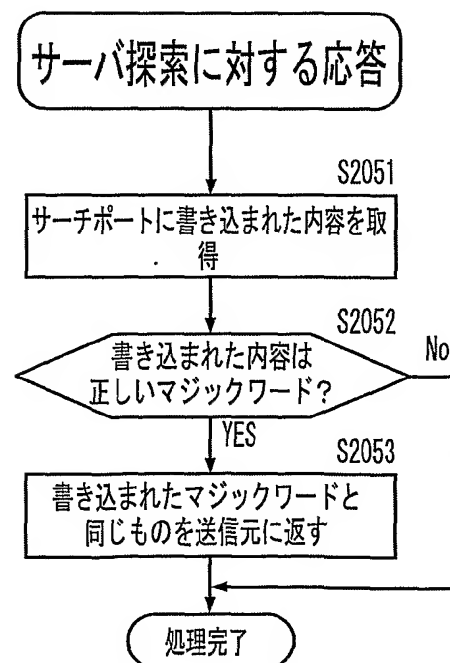 サーバ探索に対する応答
S2051
サーチポートに書き込まれた内容を取
得
S2052
書き込まれた内容は
正しいマジックワード?
No
YES
S2053
書き込まれたマジックワードと
同じものを送信元に返す
処理完了